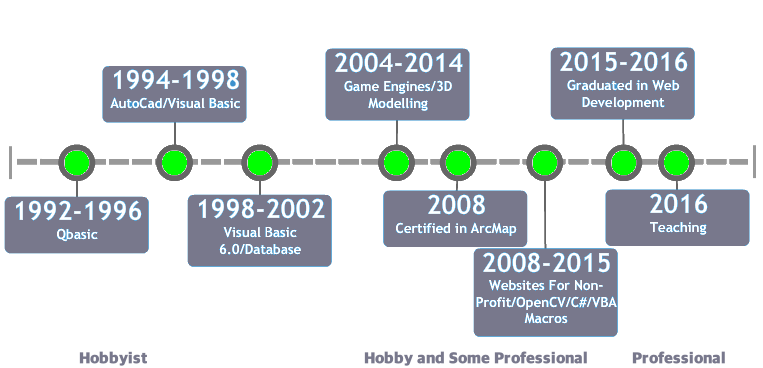 1992-1996
Qbasic
1994-1998
AutoCad/Visual Basic
1998-2002
Visual Basic
6.0/Database
2004-2014
Game Engines/3D
Modelling
2008
Certified in ArcMap
2008-2015
Websites For Non-
Profit/OpenCV/C#/VBA
Macros
2015-2016
Graduated in Web
Development
2016
Teaching
Hobbyist
Hobby and Some Professional
Professional